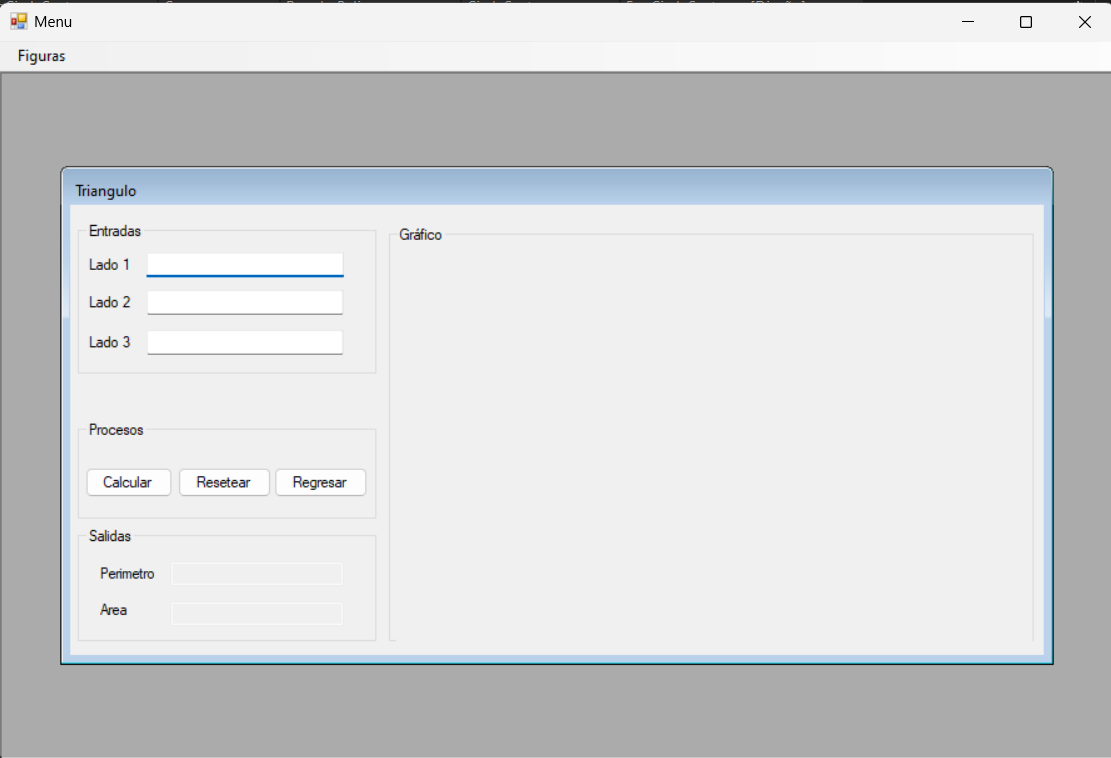 Menu
Figuras
Triangulo
Entradas
Lado 1
Lado 2
Lado 3
Procesos
Calcular Resetear Regresar
Salidas
Perimetro
Area
Gráfico